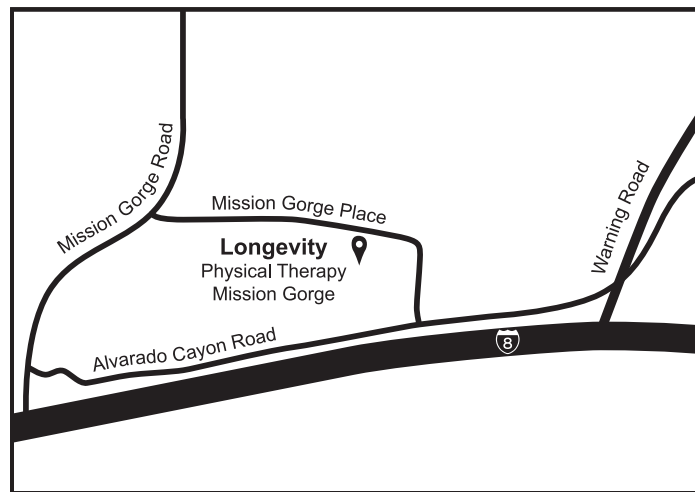 Mission Gorge Road
Mission Gorge Place
Warning Road
Longevity
Physical Therapy
Mission Gorge
Alvarado Cayon Road
8